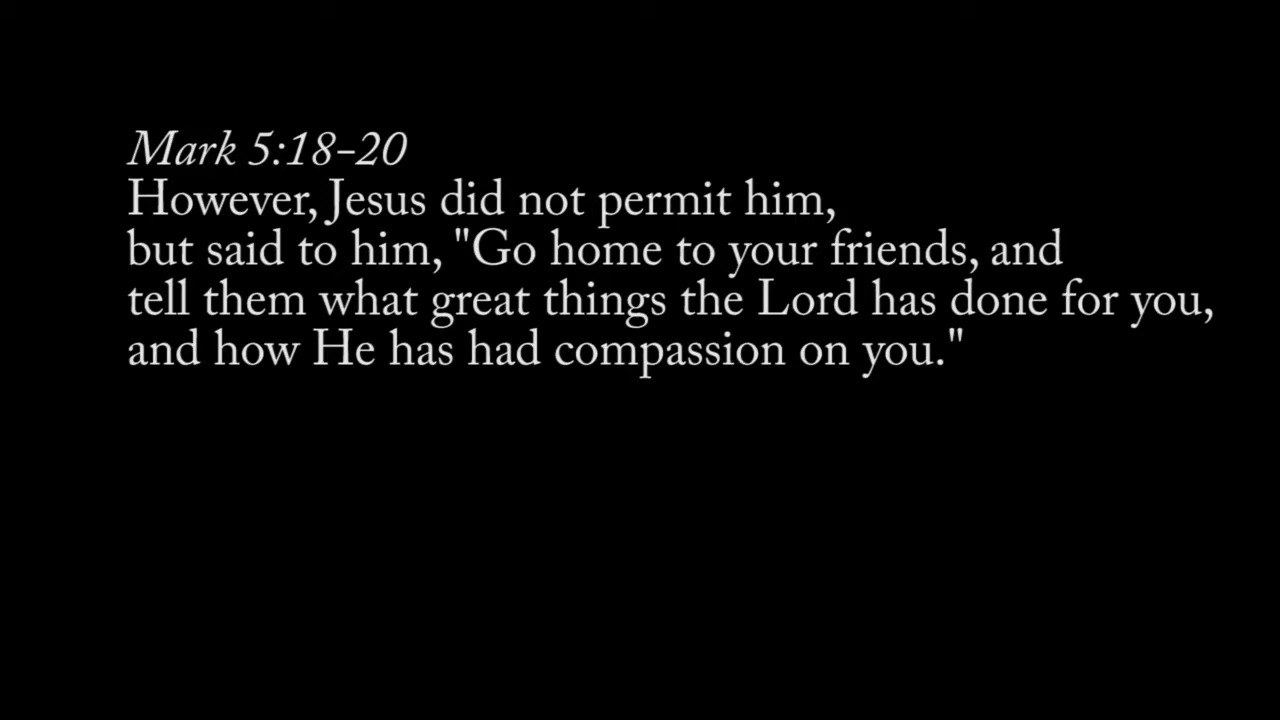 Mark 5:18-20
However, Jesus did not permit him,
but said to him, "Go home to your friends, and
tell them what great things the Lord has done for you,
and how He has had compassion on you."